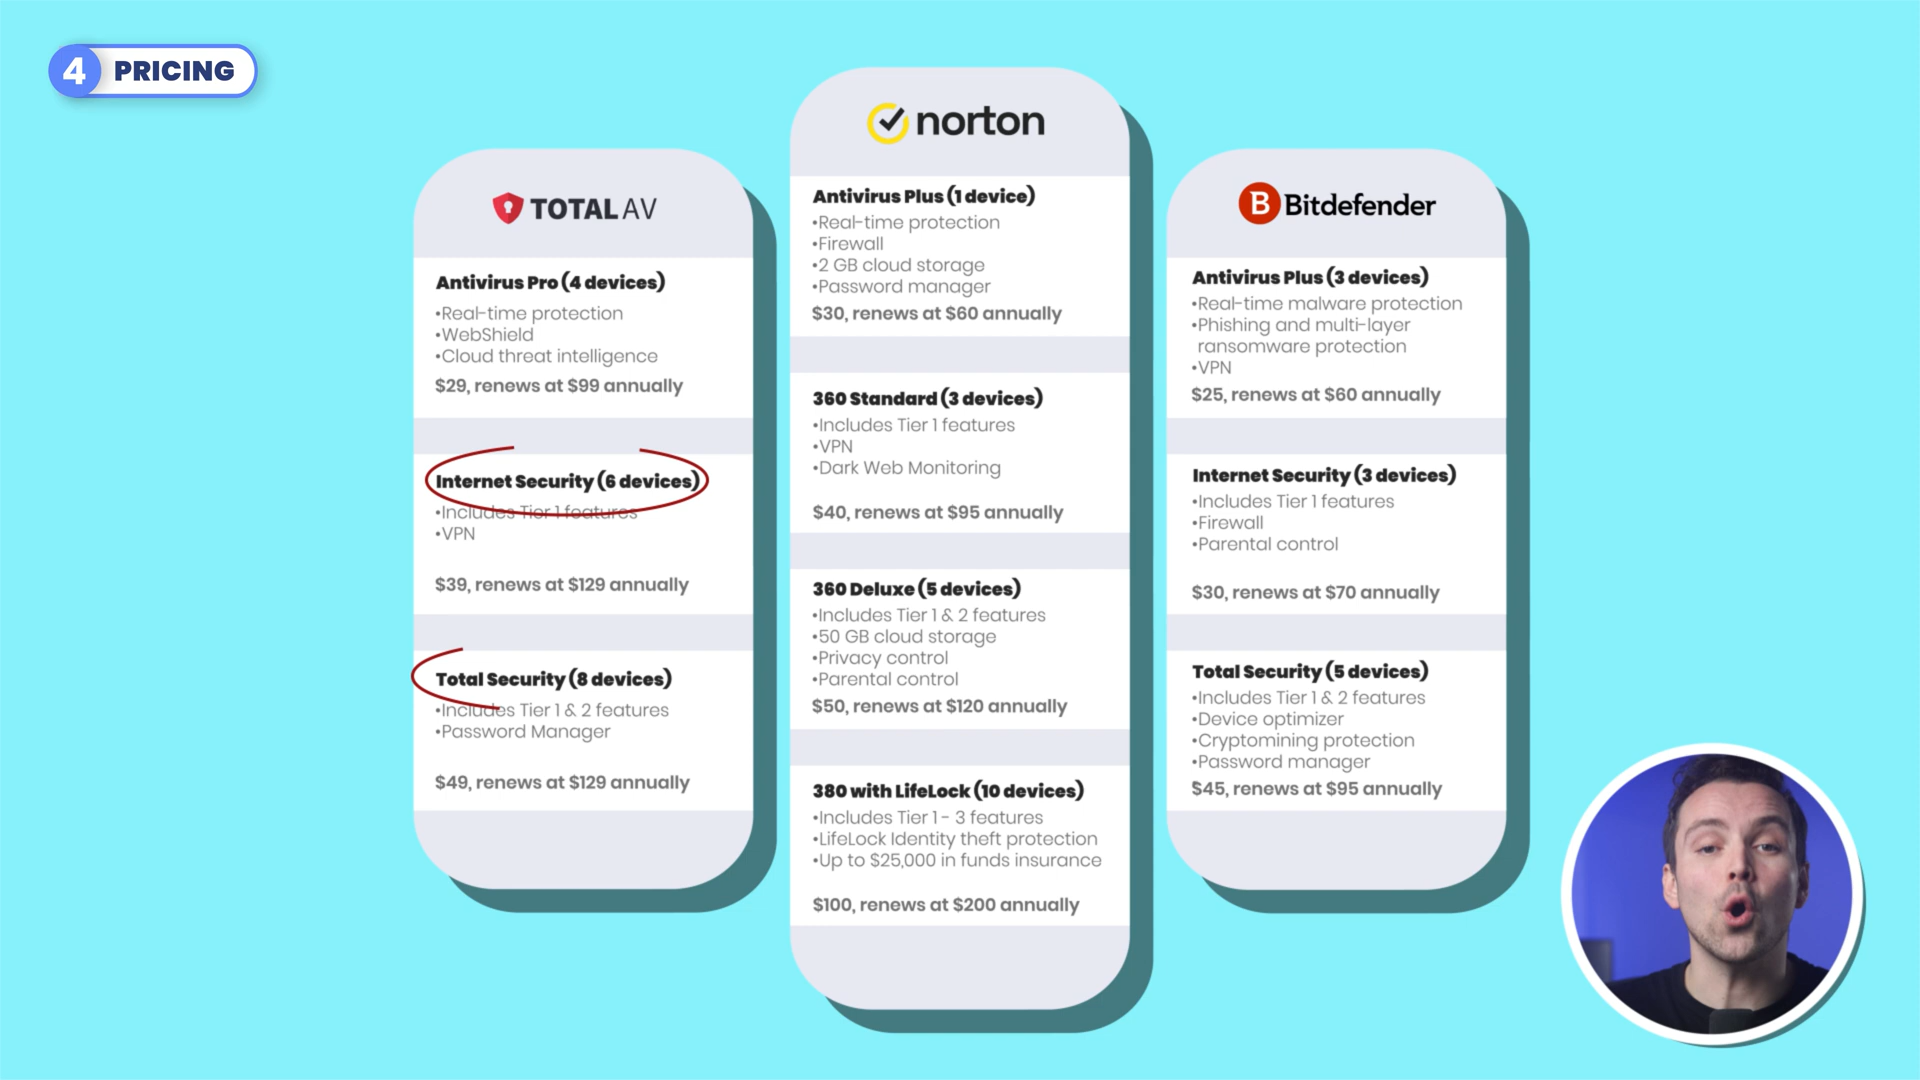 4 PRICING
TOTAL AV
Antivirus Pro (4 devices)
•Real-time protection
•WebShield
•Cloud threat intelligence
$29, renews at $99 annually
Internet Security (6 devices)
•Includes Tier 1 features
•VPN
$39, renews at $129 annually
Total Security (8 devices)
•Includes Tier 1 & 2 features
•Password Manager
$49, renews at $129 annually
norton
Antivirus Plus (1 device)
•Real-time protection
•Firewall
•2 GB cloud storage
•Password manager
$30, renews at $60 annually
360 Standard (3 devices)
•Includes Tier 1 features
•VPN
•Dark Web Monitoring
$40, renews at $95 annually
360 Deluxe (5 devices)
•Includes Tier 1 & 2 features
•50 GB cloud storage
•Privacy control
•Parental control
$50, renews at $120 annually
380 with LifeLock (10 devices)
•Includes Tier 1 - 3 features
•LifeLock Identity theft protection
•Up to $25,000 in funds insurance
$100, renews at $200 annually
B Bitdefender
Antivirus Plus (3 devices)
•Real-time malware protection
•Phishing and multi-layer
ransomware protection
•VPN
$25, renews at $60 annually
Internet Security (3 devices)
•Includes Tier 1 features
•Firewall
•Parental control
$30, renews at $70 annually
Total Security (5 devices)
•Includes Tier 1 & 2 features
•Device optimizer
•Cryptomining protection
•Password manager
$45, renews at $95 annually